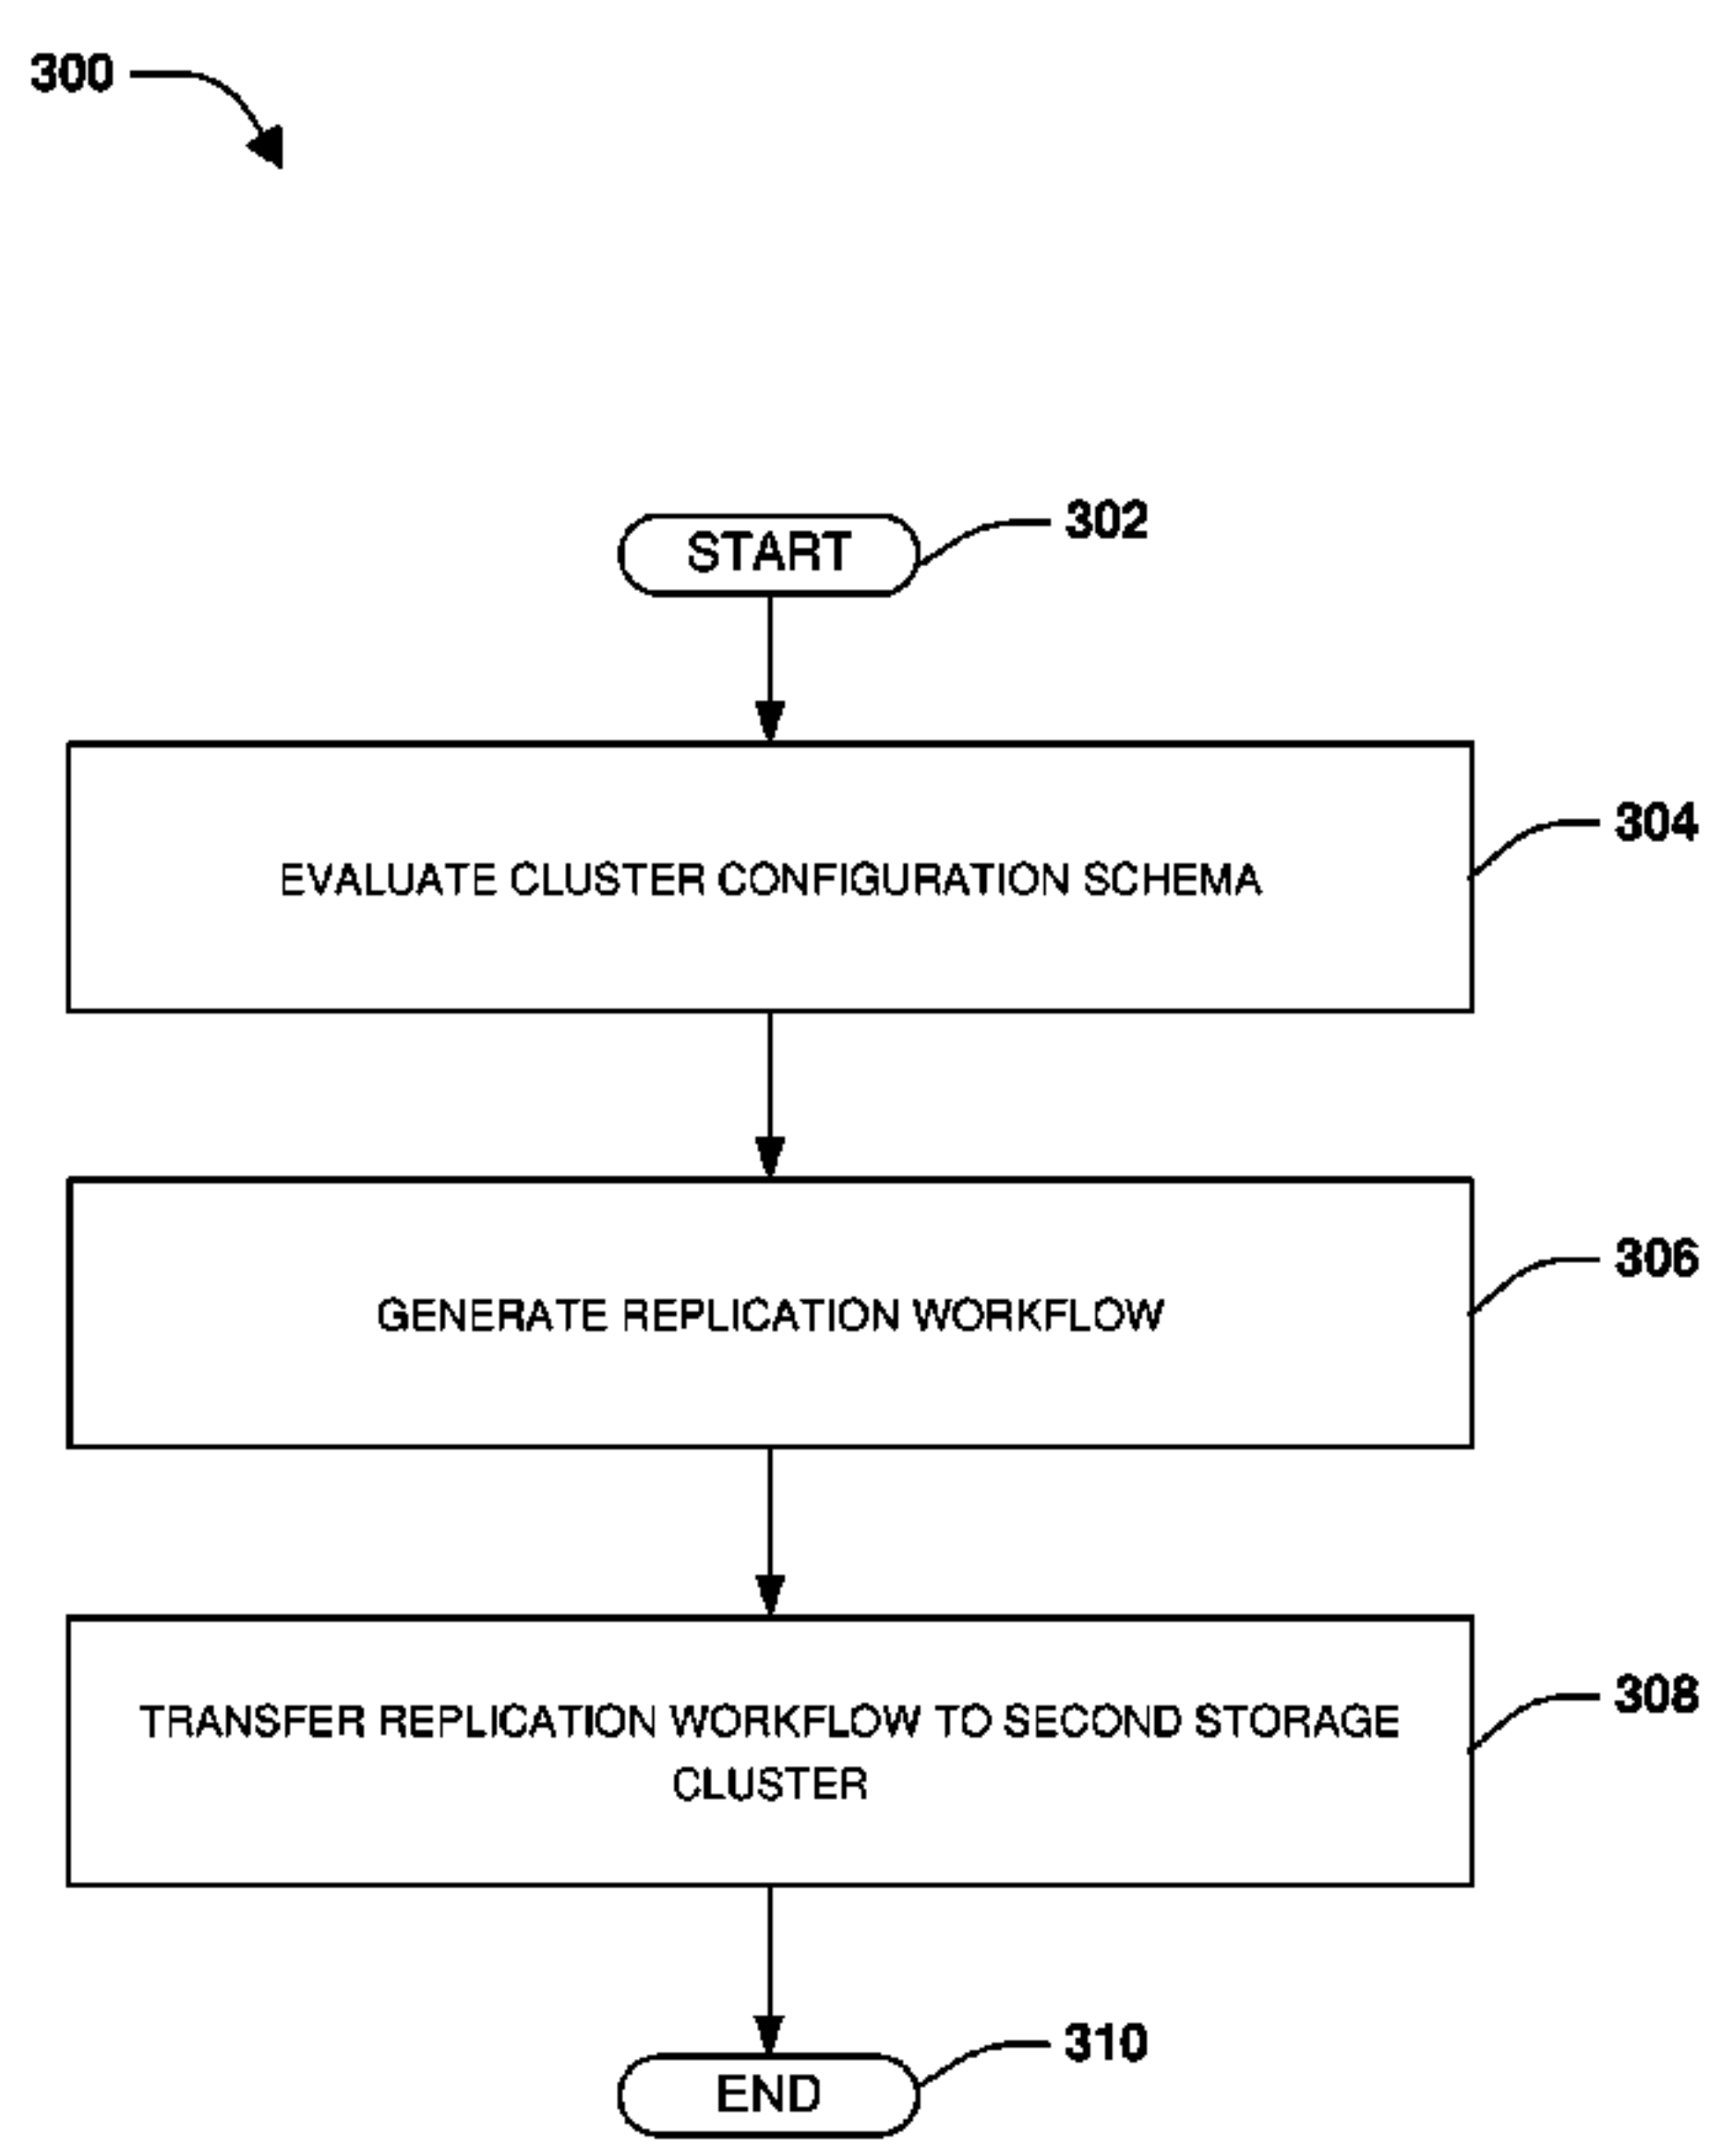 300
START
302
EVALUATE CLUSTER CONFIGURATION SCHEMA
304
GENERATE REPLICATION WORKFLOW
306
TRANSFER REPLICATION WORKFLOW TO SECOND STORAGE
CLUSTER
308
END
310